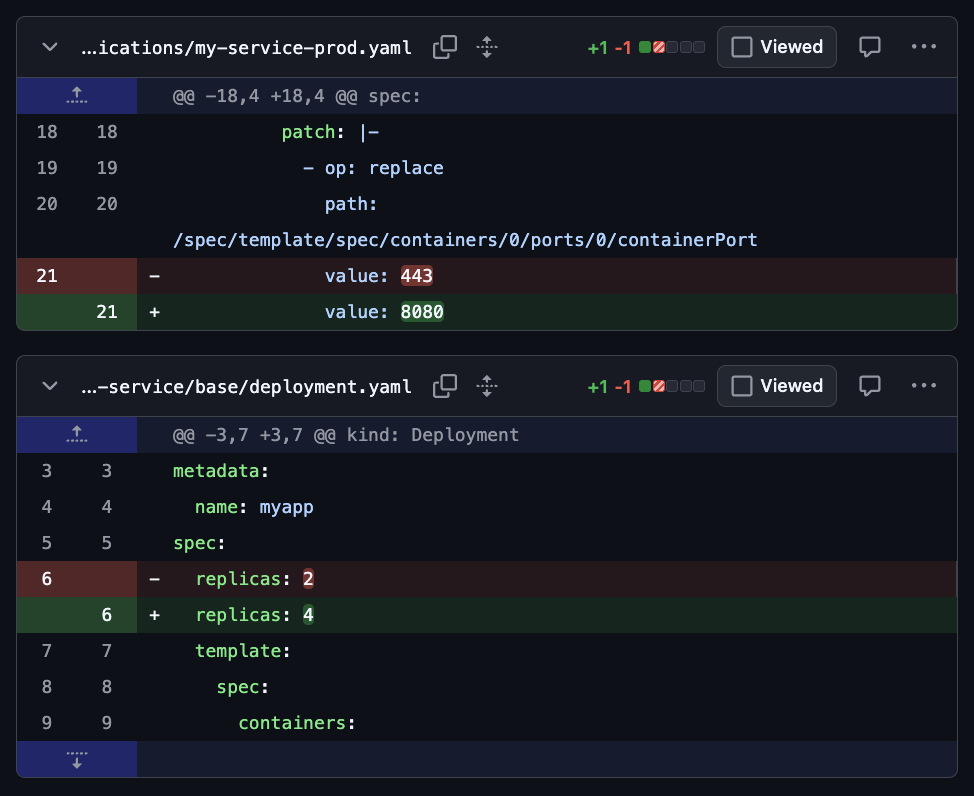 ...ications/my-service-prod.yaml +1 -1 Viewed
@@ -18,4 +18,4 @@ spec:
18 18 patch: |-
19 19 - op: replace
20 20 path:
/spec/template/spec/containers/0/ports/0/containerPort
21 - value: 443
21 + value: 8080
...-service/base/deployment.yaml +1 -1 Viewed
@@ -3,7 +3,7 @@ kind: Deployment
3 3 metadata:
4 4 name: myapp
5 5 spec:
6 - replicas: 2
6 + replicas: 4
7 7 template:
8 8 spec:
9 9 containers: